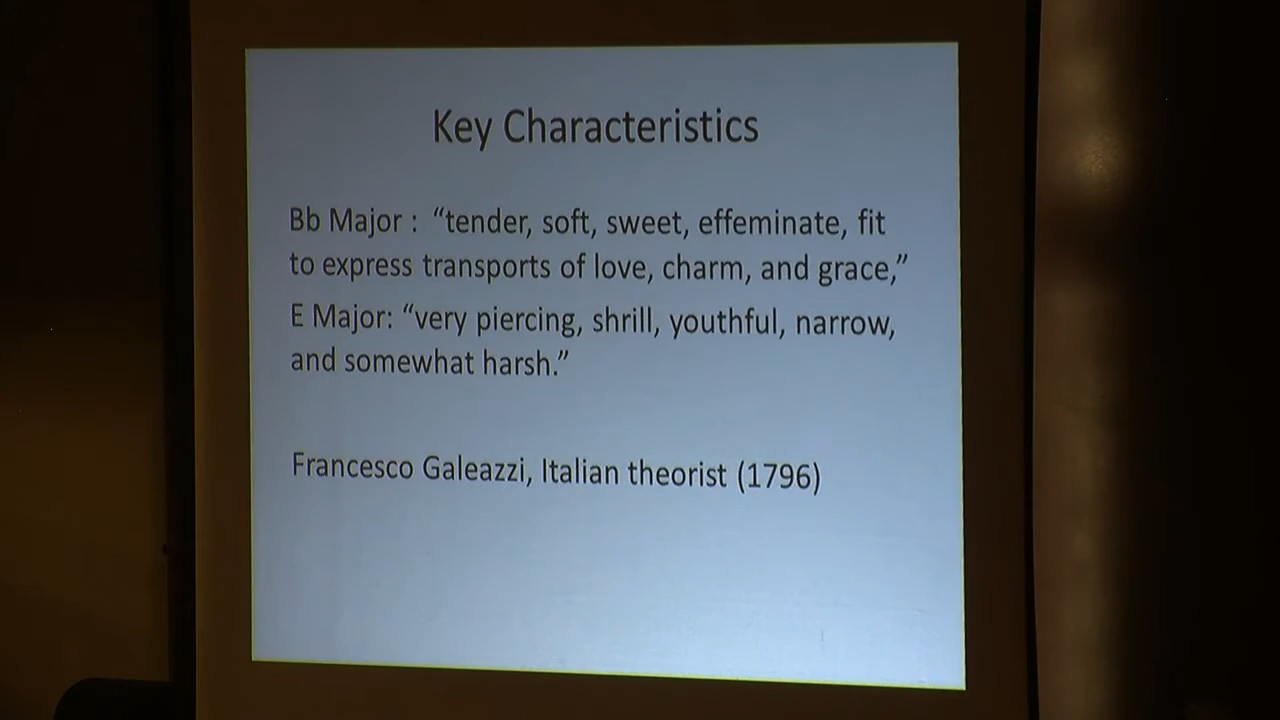 Key Characteristics
Bb Major : “tender, soft, sweet, effeminate, fit
to express transports of love, charm, and grace,”
E Major: “very piercing, shrill, youthful, narrow,
and somewhat harsh.”
Francesco Galeazzi, Italian theorist (1796)